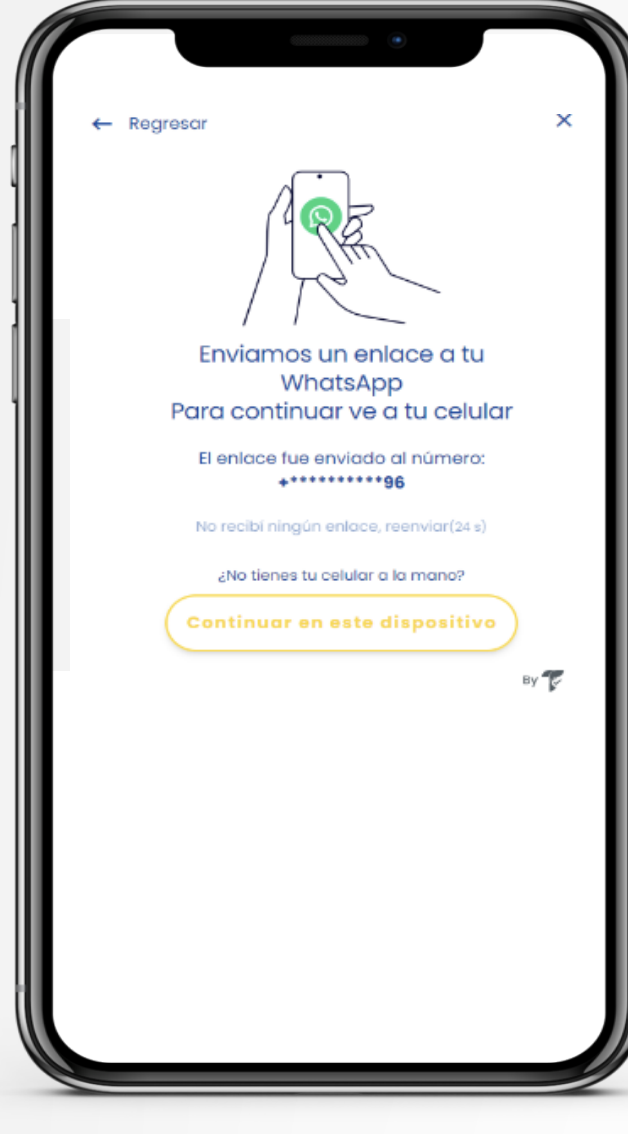 ← Regresar ×
Enviamos un enlace a tu
WhatsApp
Para continuar ve a tu celular
El enlace fue enviado al número:
+**********96
No recibí ningún enlace, reenviar(24 s)
¿No tienes tu celular a la mano?
Continuar en este dispositivo
By